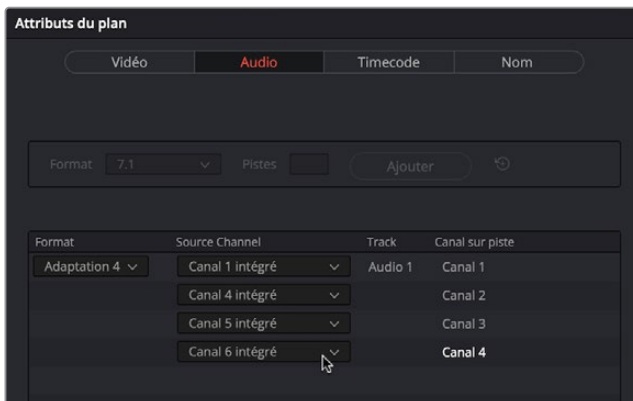 Attributs du plan
Vidéo Audio Timecode Nom
Format 7.1 Pistes Ajouter
Format Source Channel Track Canal sur piste
Adaptation 4 Canal 1 intégré Audio 1 Canal 1
Canal 4 intégré Canal 2
Canal 5 intégré Canal 3
Canal 6 intégré Canal 4